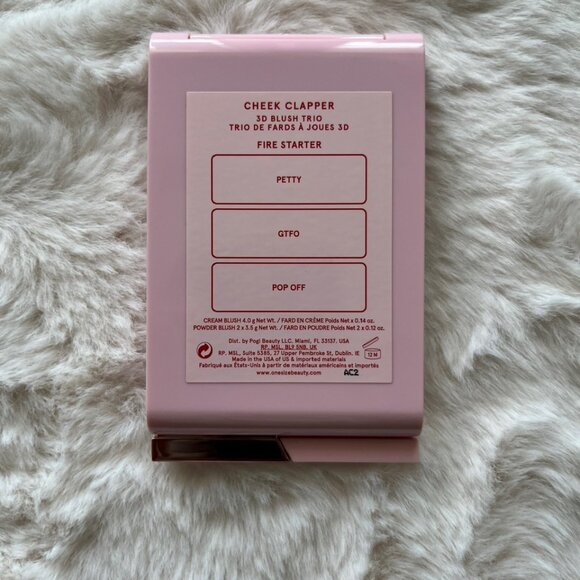 CHEEK CLAPPER
3D BLUSH TRIO
TRIO DE FARDS À JOUES 3D
FIRE STARTER
PETTY
GTFO
POP OFF
CREAM BLUSH 4.0 g Net Wt. / FARD EN CRÈME Poids Net x 0.14 oz.
POWDER BLUSH 2 x 3.5 g / FARD EN POUDRE Poids Net 2 x 0.12 oz.
Dist. by Pog! Beauty LLC. Miami, FL 33137. USA
RP. MSL, BL9 5NB, UK
RP. MSL, Suite 5385, 27 Upper Pembroke St, Dublin. IE
Made in the USA of US & imported materials
Fabriqué aux États-Unis à partir de matériaux américains et importés
www.onesizebeauty.com
AC2
12 M